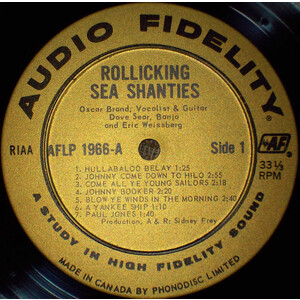 AUDIO FIDELITY
ROLLICKING
SEA SHANTIES
Oscar Brand; Vocalist & Guitar
Dave Sear, Banjo
and Eric Weissberg
RIAA AFLP 1966-A Side 1
AF
33⅓
RPM
1. HULLABALOO BELAY 1:25
2. JOHNNY COME DOWN TO HILO 2:55
3. COME ALL YE YOUNG SAILORS 2:18
4. JOHNNY BOOKER 2:20
5. BLOW YE WINDS IN THE MORNING 2:40
6. A YANKEE SHIP 1:10
7. PAUL JONES 1:40
Production, A & R: Sidney Frey
A STUDY IN HIGH FIDELITY SOUND
MADE IN CANADA BY PHONODISC LIMITED